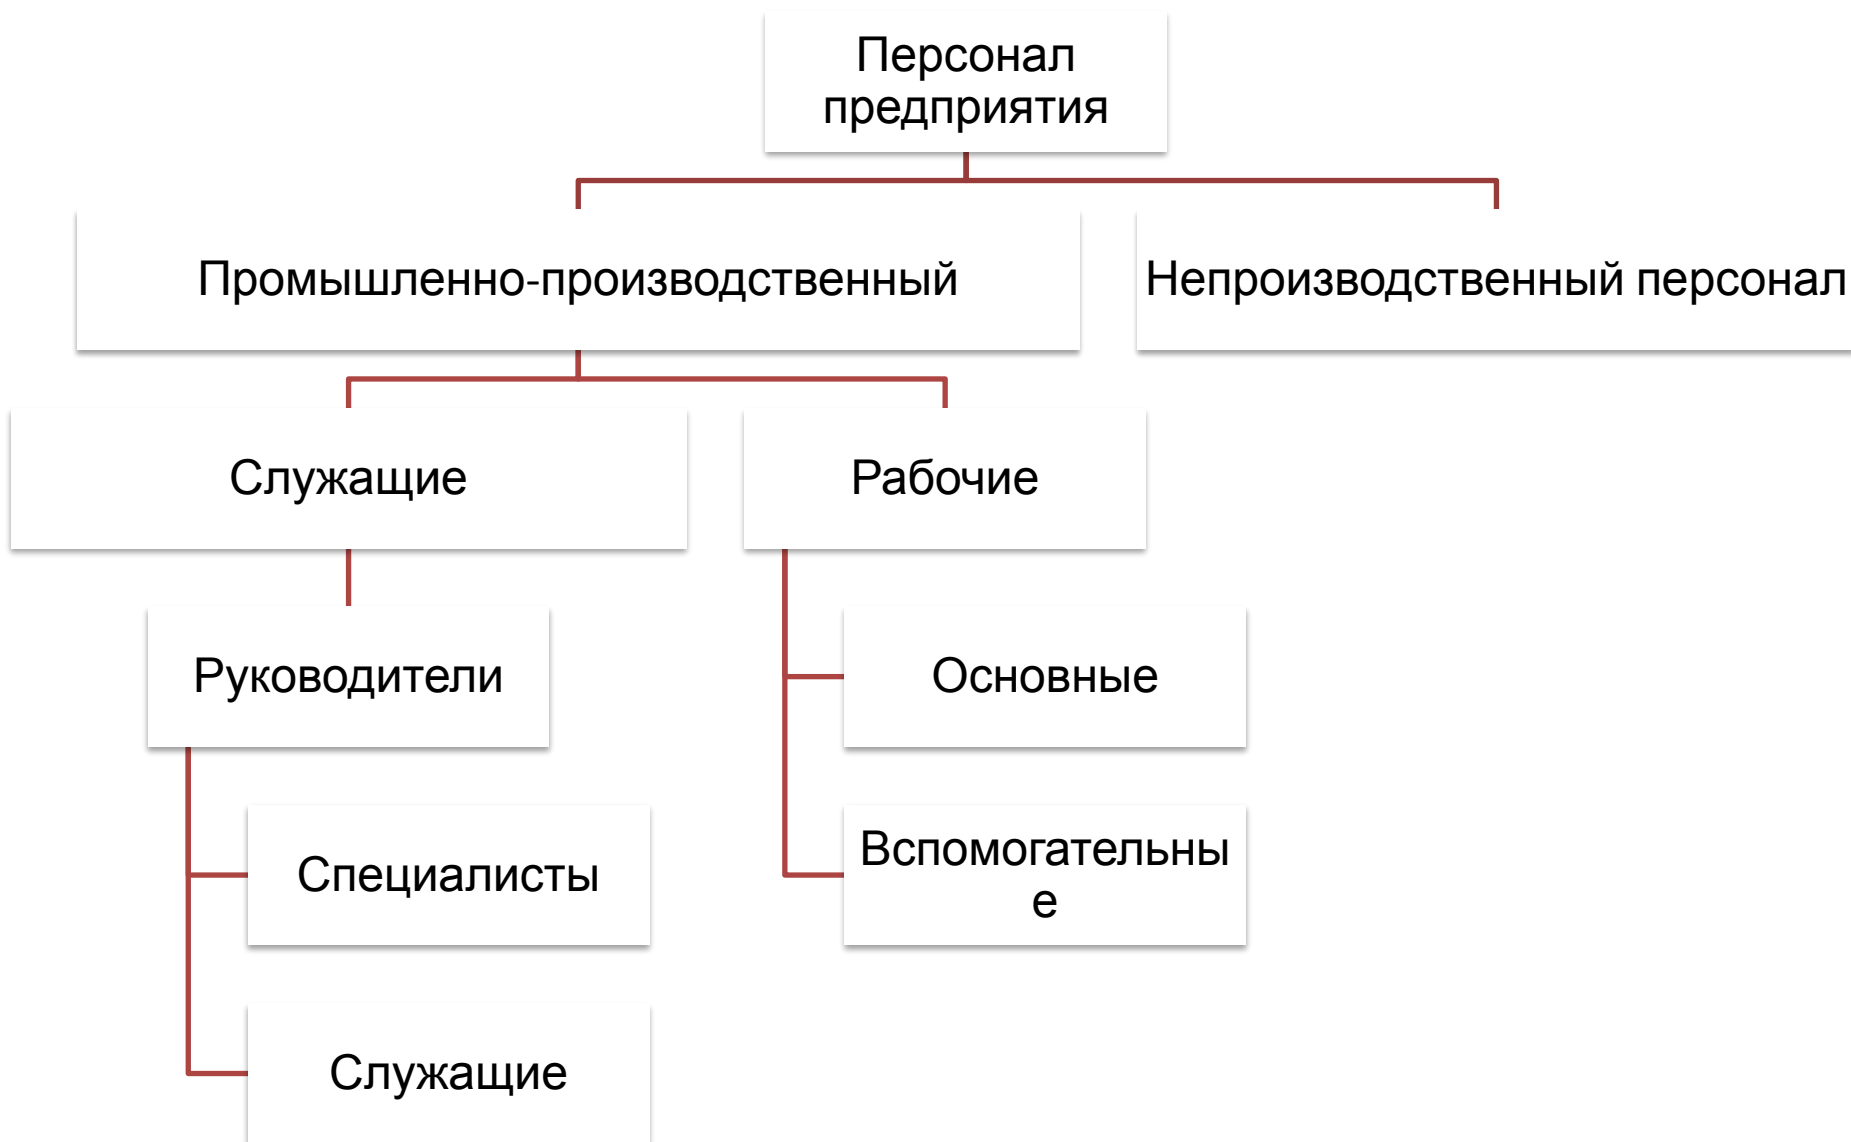 Персонал
предприятия
Промышленно-производственный
Непроизводственный персонал
Служащие
Рабочие
Руководители
Основные
Специалисты
Вспомогательны
е
Служащие